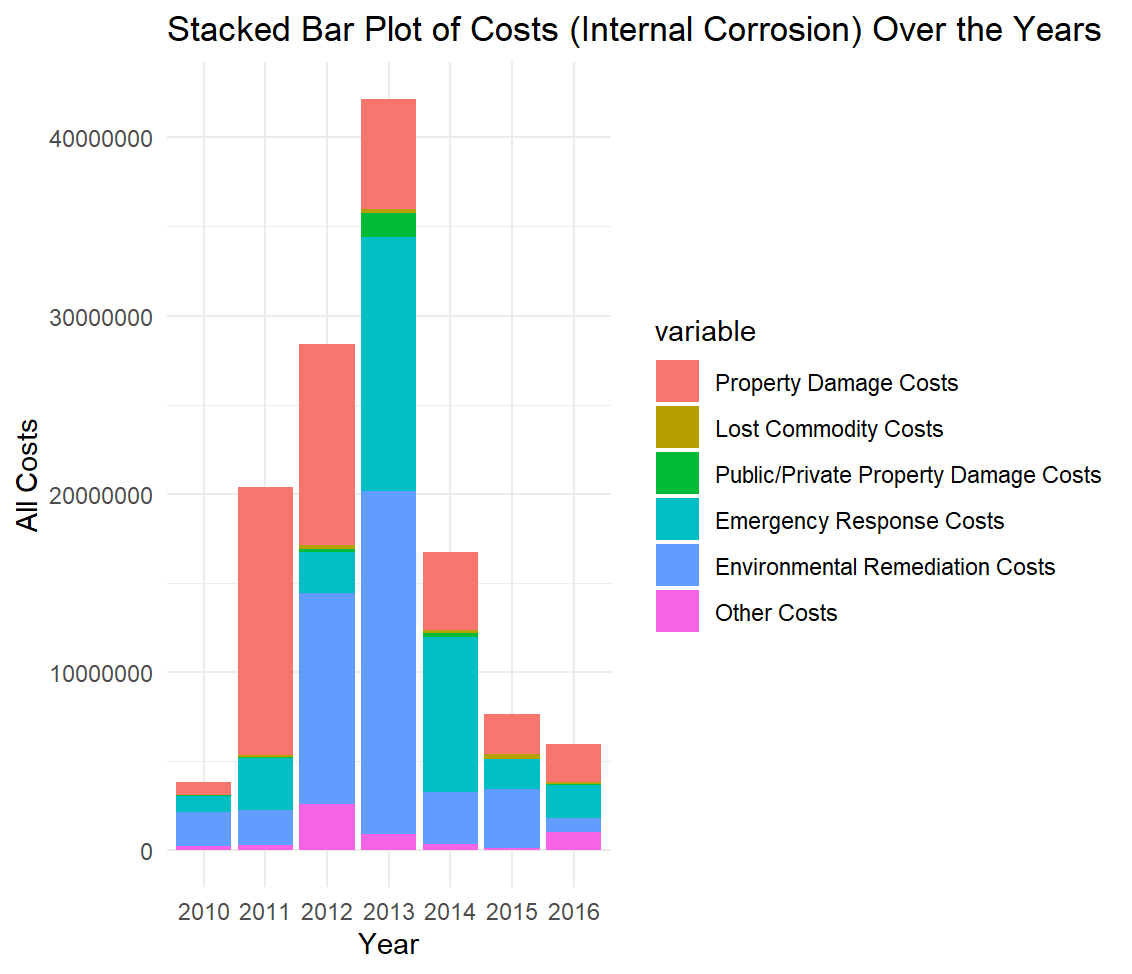 Stacked Bar Plot of Costs (Internal Corrosion) Over the Years
40000000
30000000
20000000
10000000
0
All Costs
2010 2011 2012 2013 2014 2015 2016
Year
variable
Property Damage Costs
Lost Commodity Costs
Public/Private Property Damage Costs
Emergency Response Costs
Environmental Remediation Costs
Other Costs